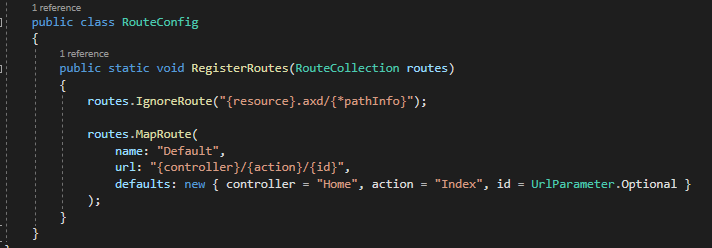 1 reference
public class RouteConfig
{
1 reference
public static void RegisterRoutes(RouteCollection routes)
{
routes.IgnoreRoute("{resource}.axd/{*pathInfo}");
routes.MapRoute(
name: "Default",
url: "{controller}/{action}/{id}",
defaults: new { controller = "Home", action = "Index", id = UrlParameter.Optional }
);
}
}